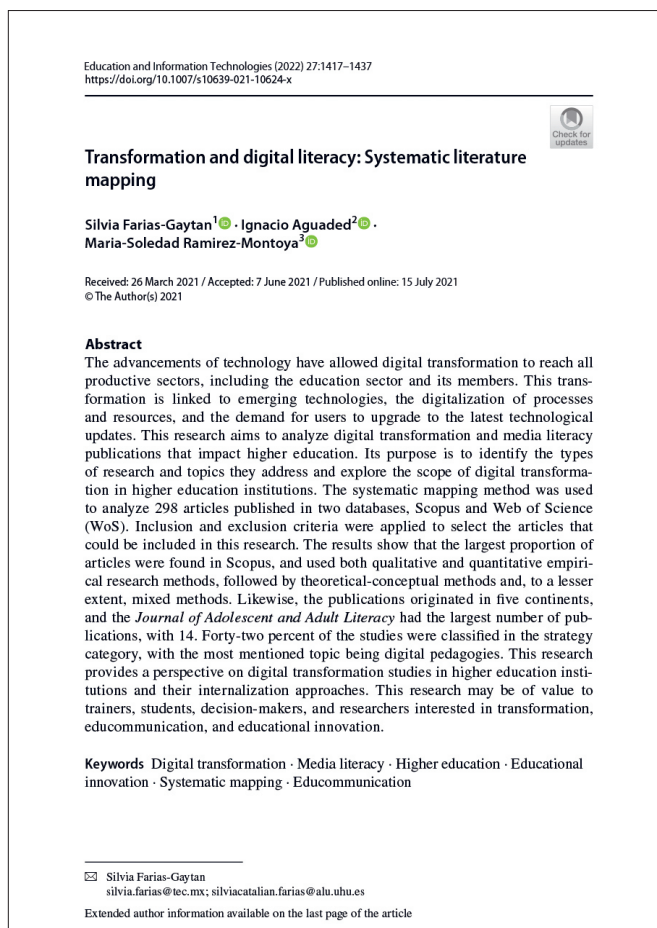 Education and Information Technologies (2022) 27:1417–1437
https://doi.org/10.1007/s10639-021-10624-x
Check for
updates
Transformation and digital literacy: Systematic literature
mapping
Silvia Farias-Gaytan1 iD · Ignacio Aguaded2 iD ·
Maria-Soledad Ramirez-Montoya3 iD
Received: 26 March 2021 / Accepted: 7 June 2021 / Published online: 15 July 2021
© The Author(s) 2021
Abstract
The advancements of technology have allowed digital transformation to reach all
productive sectors, including the education sector and its members. This trans-
formation is linked to emerging technologies, the digitalization of processes
and resources, and the demand for users to upgrade to the latest technological
updates. This research aims to analyze digital transformation and media literacy
publications that impact higher education. Its purpose is to identify the types
of research and topics they address and explore the scope of digital transforma-
tion in higher education institutions. The systematic mapping method was used
to analyze 298 articles published in two databases, Scopus and Web of Science
(WoS). Inclusion and exclusion criteria were applied to select the articles that
could be included in this research. The results show that the largest proportion of
articles were found in Scopus, and used both qualitative and quantitative empiri-
cal research methods, followed by theoretical-conceptual methods and, to a lesser
extent, mixed methods. Likewise, the publications originated in five continents,
and the Journal of Adolescent and Adult Literacy had the largest number of pub-
lications, with 14. Forty-two percent of the studies were classified in the strategy
category, with the most mentioned topic being digital pedagogies. This research
provides a perspective on digital transformation studies in higher education insti-
tutions and their internalization approaches. This research may be of value to
trainers, students, decision-makers, and researchers interested in transformation,
educommunication, and educational innovation.
Keywords Digital transformation · Media literacy · Higher education · Educational
innovation · Systematic mapping · Educommunication
Silvia Farias-Gaytan
silvia.farias@tec.mx; silviacatalian.farias@alu.uhu.es
Extended author information available on the last page of the article